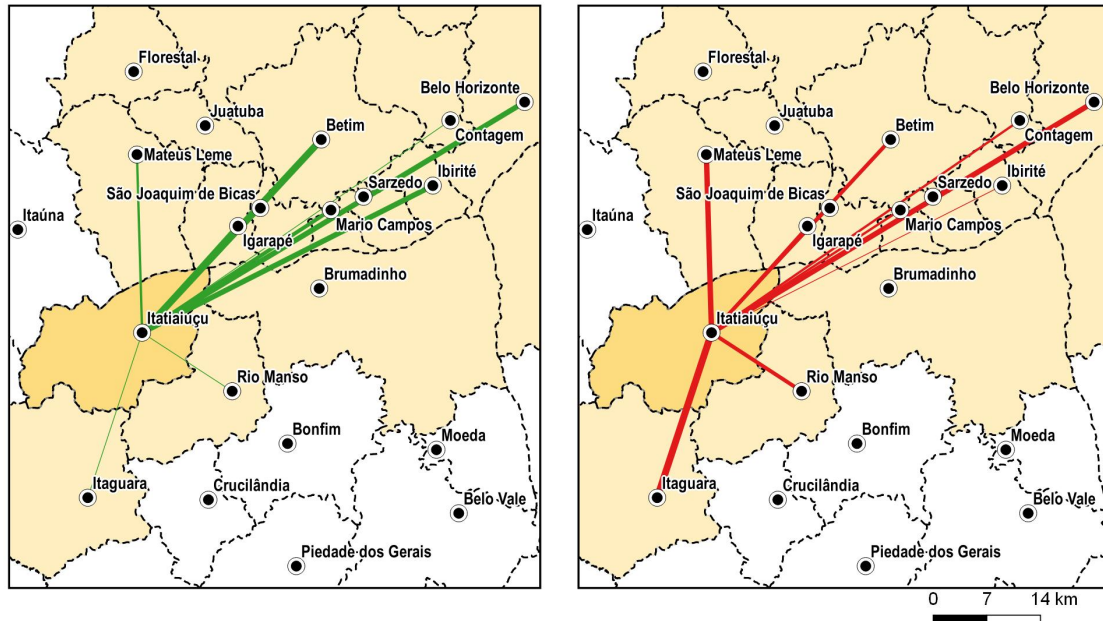 Florestal
Belo Horizonte
Juatuba
Betim
Contagem
Mateus Leme
Ibirité
São Joaquim de Bicas
Sarzedo
Itaúna
Igarapé
Mario Campos
Brumadinho
Itatiaiuçu
Rio Manso
Bonfim
Moeda
Itaguara
Crucilândia
Belo Vale
Piedade dos Gerais
Florestal
Belo Horizonte
Juatuba
Betim
Contagem
Mateus Leme
Ibirité
São Joaquim de Bicas
Sarzedo
Itaúna
Igarapé
Mario Campos
Brumadinho
Itatiaiuçu
Rio Manso
Bonfim
Moeda
Itaguara
Crucilândia
Belo Vale
Piedade dos Gerais
0 7 14 km